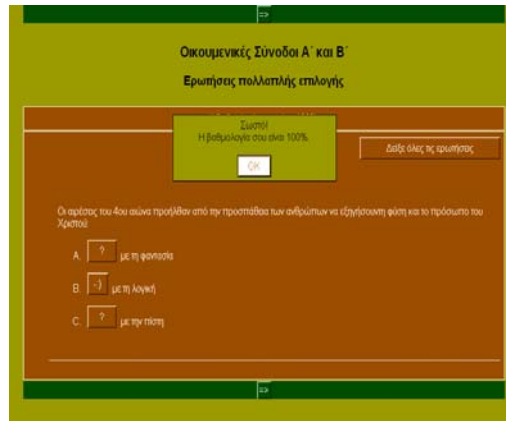 =>
Οικουμενικές Σύνοδοι Α΄ και Β΄
Ερωτήσεις πολλαπλής επιλογής
Σωστό!
Η βαθμολογία σου είναι 100%.
OK
Δείξε όλες τις ερωτήσεις
Οι αιρέσεις του 4ου αιώνα προήλθαν από την προσπάθεια των ανθρώπων να εξηγήσουν τη φύση και το πρόσωπο του
Χριστού:
A. ? με τη φαντασία
B. :-) με τη λογική
C. ? με την πίστη
=>